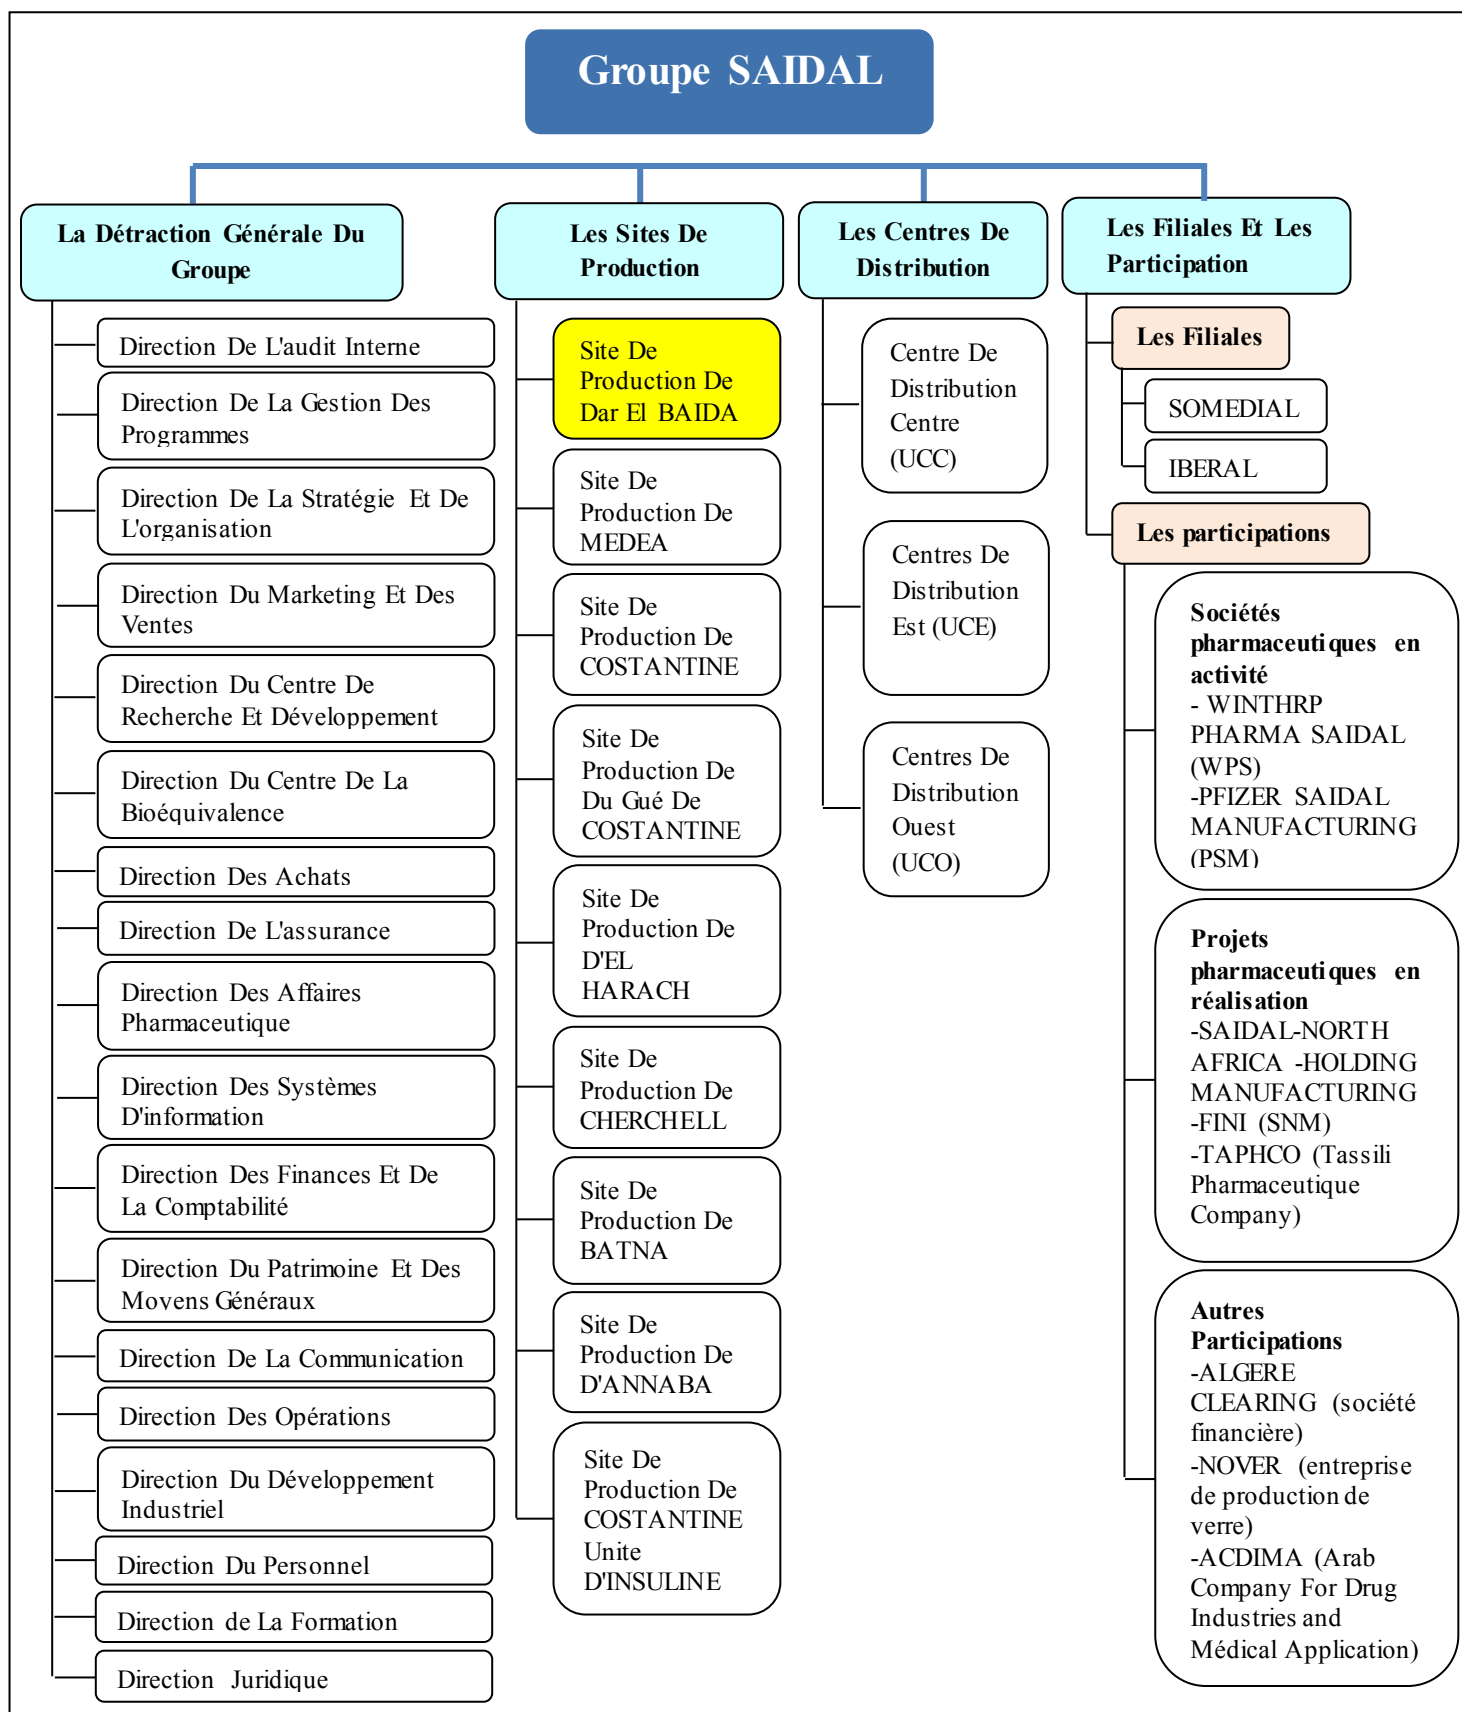 Groupe SAIDAL
La Détraction Générale Du
Groupe
Direction De L'audit Interne
Direction De La Gestion Des
Programmes
Direction De La Stratégie Et De
L'organisation
Direction Du Marketing Et Des
Ventes
Direction Du Centre De
Recherche Et Développement
Direction Du Centre De La
Bioéquivalence
Direction Des Achats
Direction De L'assurance
Direction Des Affaires
Pharmaceutique
Direction Des Systèmes
D'information
Direction Des Finances Et De
La Comptabilité
Direction Du Patrimoine Et Des
Movens Généraux
Direction De La Communication
Direction Des Opérations
Direction Du Développement
Industriel
Direction Du Personnel
Direction de La Formation
Direction Juridique
Les Sites De
Production
Site De
Production De
Dar El BAIDA
Site De
Production De
MEDEA
Site De
Production De
COSTANTINE
Site De
Production De
Du Gué De
COSTANTINE
Site De
Production De
D'EL
HARACH
Site De
Production De
CHERCHELL
Site De
Production De
BATNA
Site De
Production De
D'ANNABA
Site De
Production De
COSTANTINE
Unite
D'INSULINE
Les Centres De
Distribution
Centre De
Distribution
Centre
(UCC)
Centres De
Distribution
Est (UCE)
Centres De
Distribution
Ouest
(UCO)
Les Filiales Et Les
Participation
Les Filiales
SOMEDIAL
IBERAL
Les participations
Sociétés
pharmaceutiques en
activité
- WINTHRP
PHARMA SAIDAL
(WPS)
-PFIZER SAIDAL
MANUFACTURING
(PSM)
Projets
pharmaceutiques en
réalisation
-SAIDAL-NORTH
AFRICA -HOLDING
MANUFACTURING
-FINI (SNM)
-TAPHCO (Tassili
Pharmaceutique
Company)
Autres
Participations
-ALGERE
CLEARING (société
financière)
-NOVER (entreprise
de production de
verre)
-ACDIMA (Arab
Company For Drug
Industries and
Médical Application)